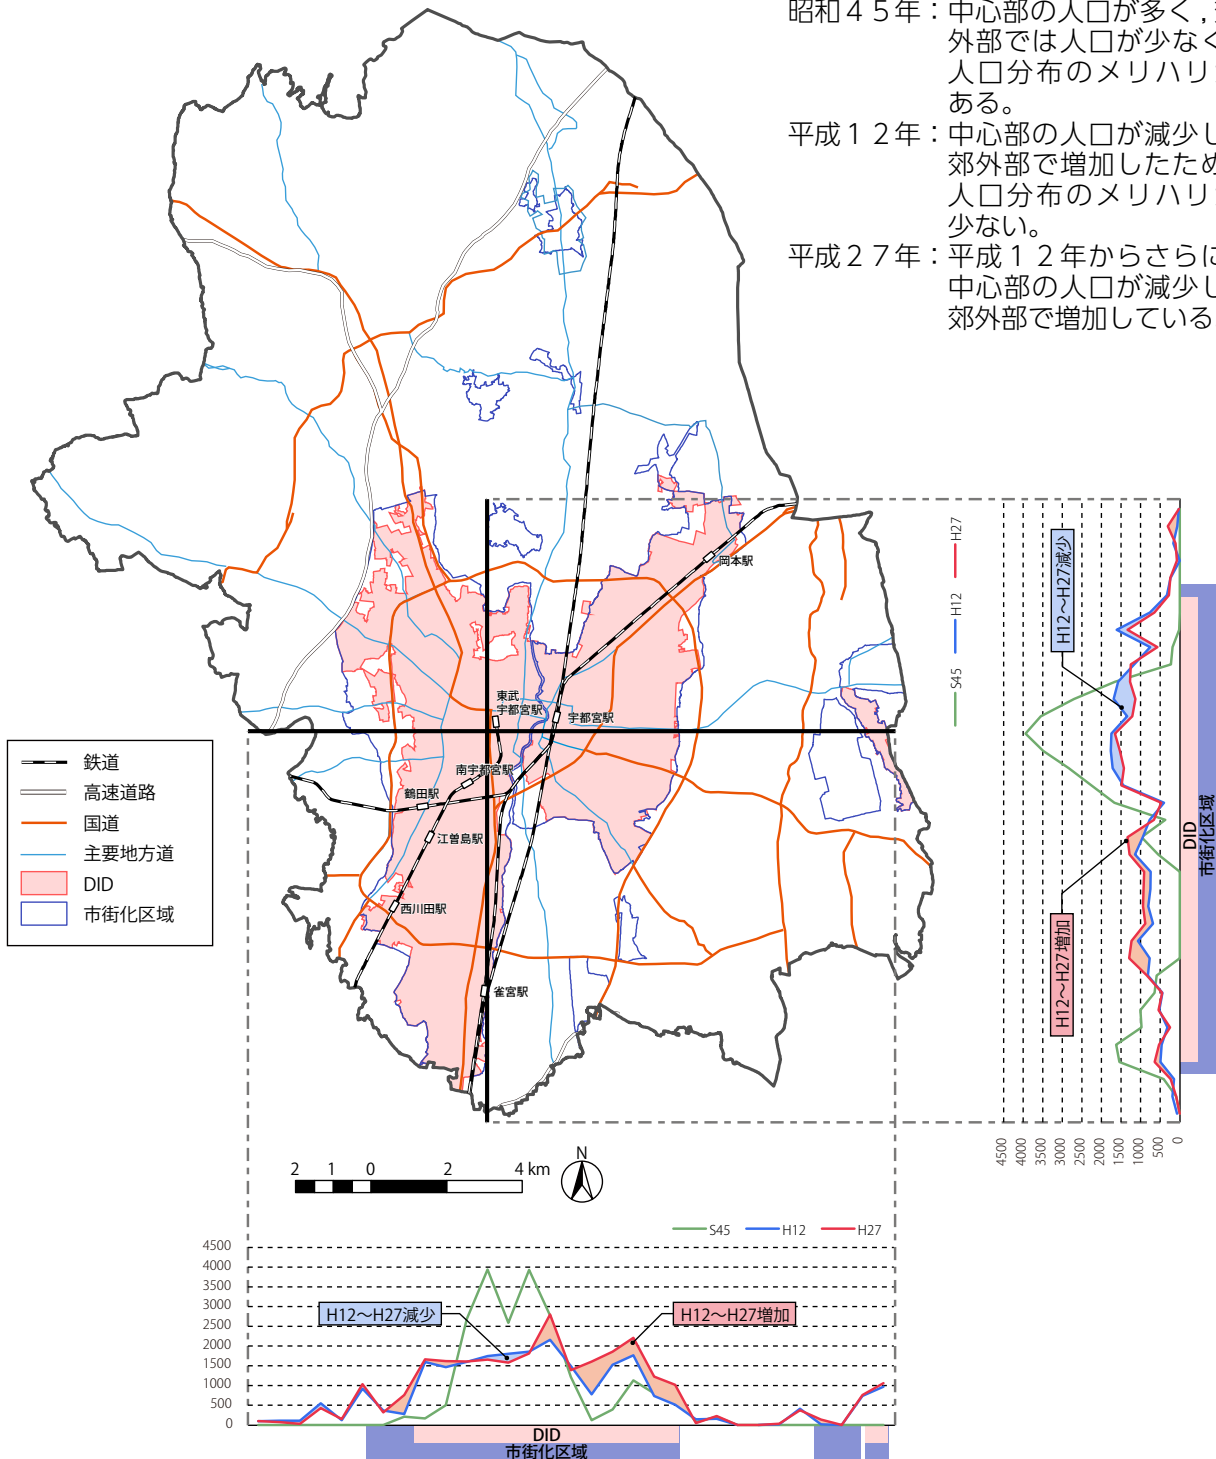 昭和４５年：中心部の人口が多く，
外部では人口が少なく
人口分布のメリハリ
ある。
平成１２年：中心部の人口が減少し
郊外部で増加したため
人口分布のメリハリ
少ない。
平成２７年：平成１２年からさらに
中心部の人口が減少し
郊外部で増加している
岡本駅
東武
宇都宮駅
宇都宮駅
南宇都宮駅
鶴田駅
江曽島駅
西川田駅
雀宮駅
鉄道
高速道路
国道
主要地方道
DID
市街化区域
H27
H12
S45
H12～H27減少
H12～H27増加
DID
市街化区域
4500
4000
3500
3000
2500
2000
1500
1000
500
0
2 1 0 2 4 km
N
S45 H12 H27
4500
4000
3500
3000
2500
2000
1500
1000
500
0
H12～H27減少
H12～H27増加
DID
市街化区域